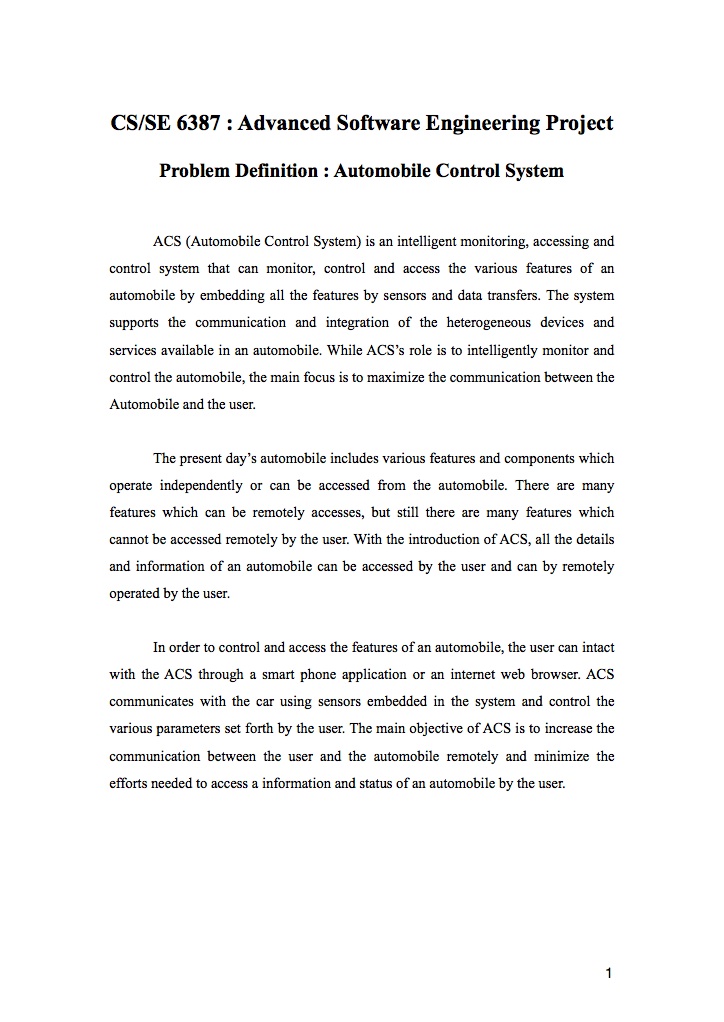 CS/SE 6387 : Advanced Software Engineering Project
Problem Definition : Automobile Control System
ACS (Automobile Control System) is an intelligent monitoring, accessing and
control system that can monitor, control and access the various features of an
automobile by embedding all the features by sensors and data transfers. The system
supports the communication and integration of the heterogeneous devices and
services available in an automobile. While ACS’s role is to intelligently monitor and
control the automobile, the main focus is to maximize the communication between the
Automobile and the user.
The present day’s automobile includes various features and components which
operate independently or can be accessed from the automobile. There are many
features which can be remotely accesses, but still there are many features which
cannot be accessed remotely by the user. With the introduction of ACS, all the details
and information of an automobile can be accessed by the user and can by remotely
operated by the user.
In order to control and access the features of an automobile, the user can intact
with the ACS through a smart phone application or an internet web browser. ACS
communicates with the car using sensors embedded in the system and control the
various parameters set forth by the user. The main objective of ACS is to increase the
communication between the user and the automobile remotely and minimize the
efforts needed to access a information and status of an automobile by the user.
1